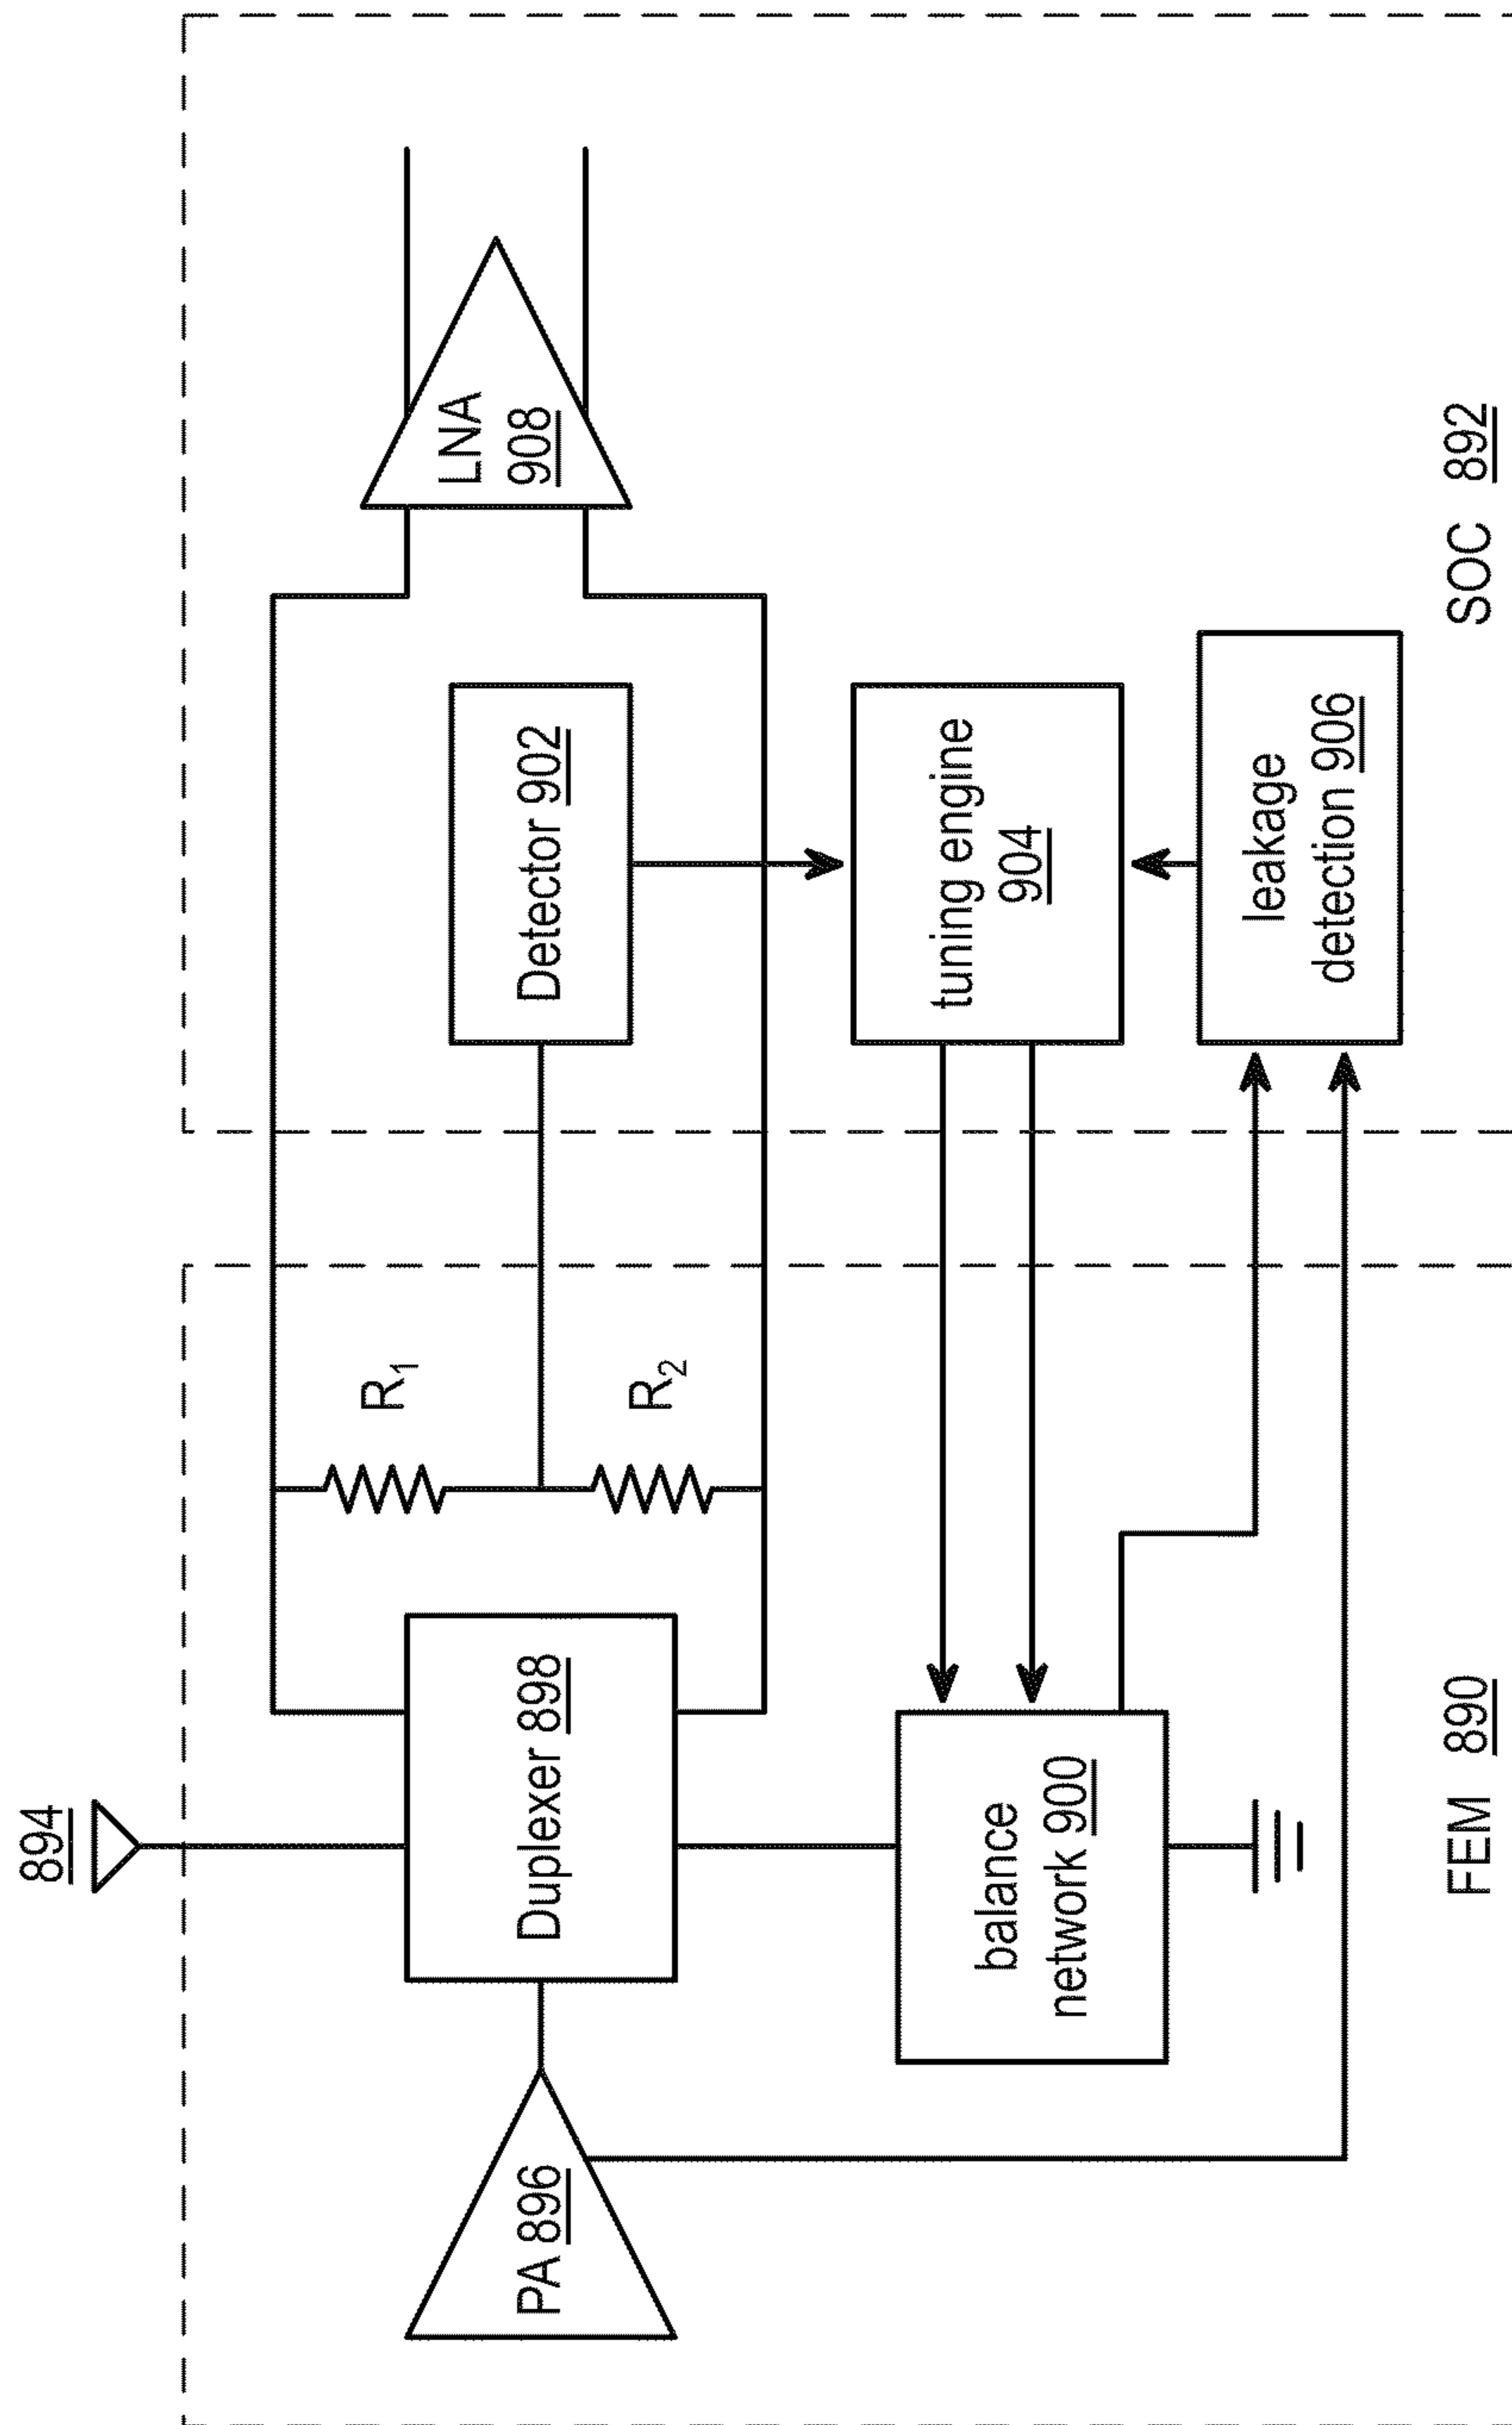 894
PA 896
Duplexer 898
R1
R2
Detector 902
LNA
908
balance
network 900
tuning engine
904
leakage
detection 906
FEM 890
SOC 892